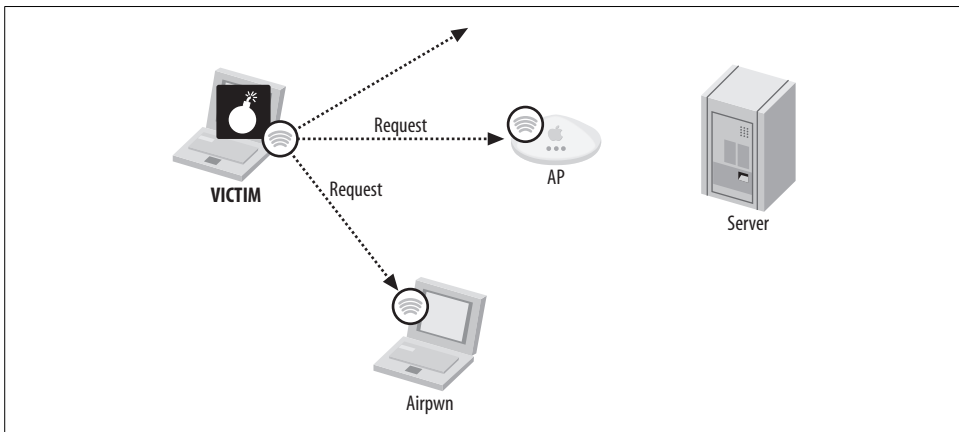 Request
AP
VICTIM
Request
Server
Airpwn